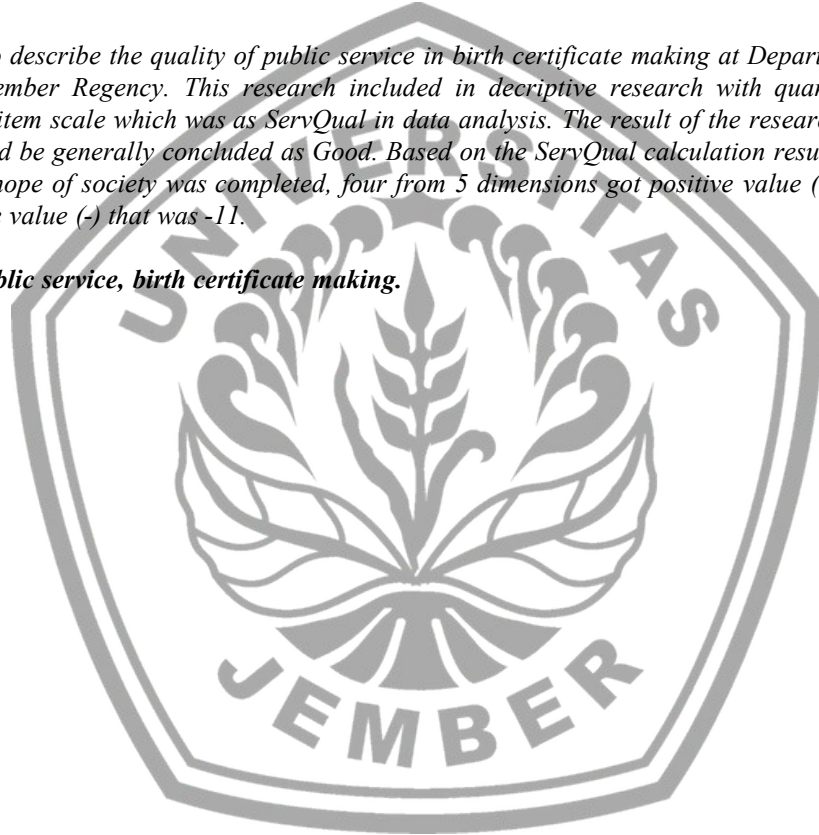 o describe the quality of public service in birth certificate making at Depart
ember Regency. This research included in decriptive research with quan
item scale which was as ServQual in data analysis. The result of the resear
d be generally concluded as Good. Based on the ServQual calculation resu
hope of society was completed, four from 5 dimensions got positive value (
e value (-) that was -11.
blic service, birth certificate making.
UNIVERSITAS
JEMBER